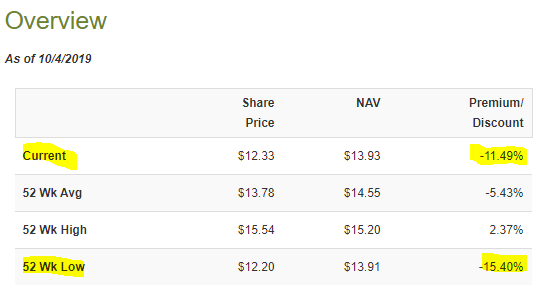 Overview
As of 10/4/2019
Share Price NAV Premium/ Discount
Current $12.33 $13.93 -11.49%
52 Wk Avg $13.78 $14.55 -5.43%
52 Wk High $15.54 $15.20 2.37%
52 Wk Low $12.20 $13.91 -15.40%